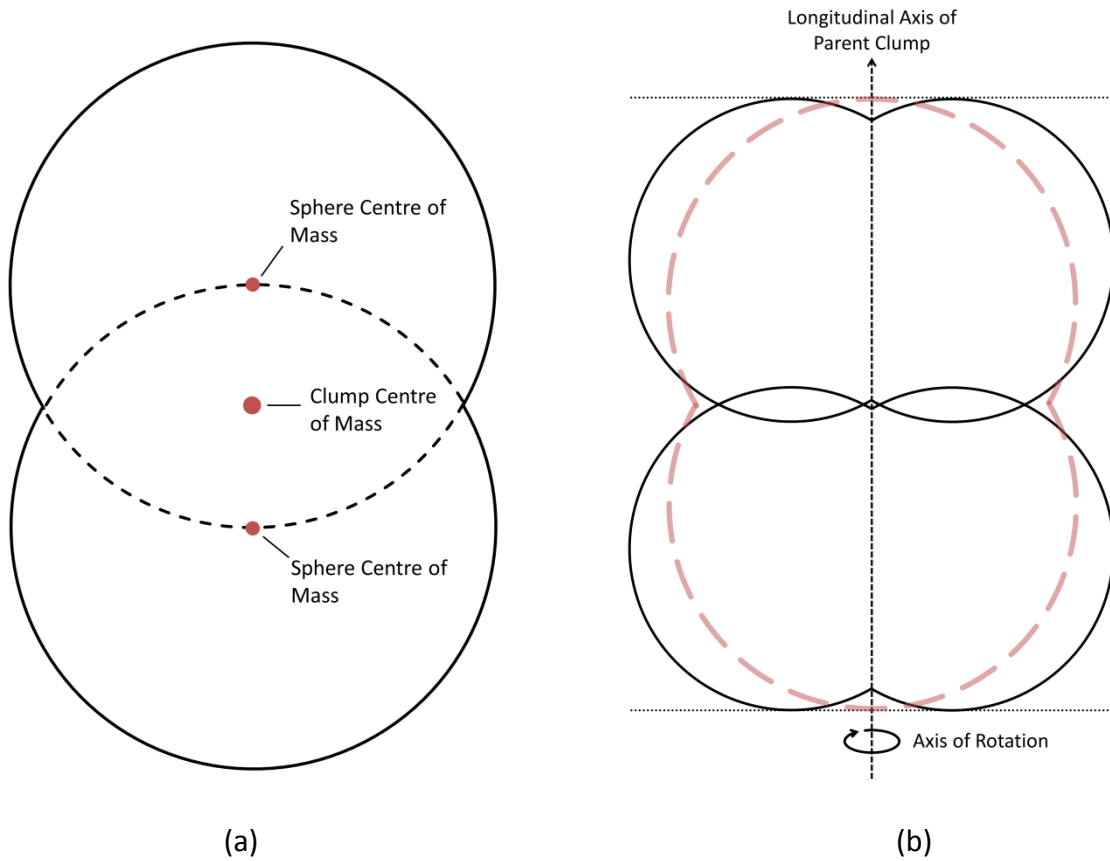 Sphere Centre of
Mass
Clump Centre
of Mass
Sphere Centre of
Mass
(a)
Longitudinal Axis of
Parent Clump
Axis of Rotation
(b)